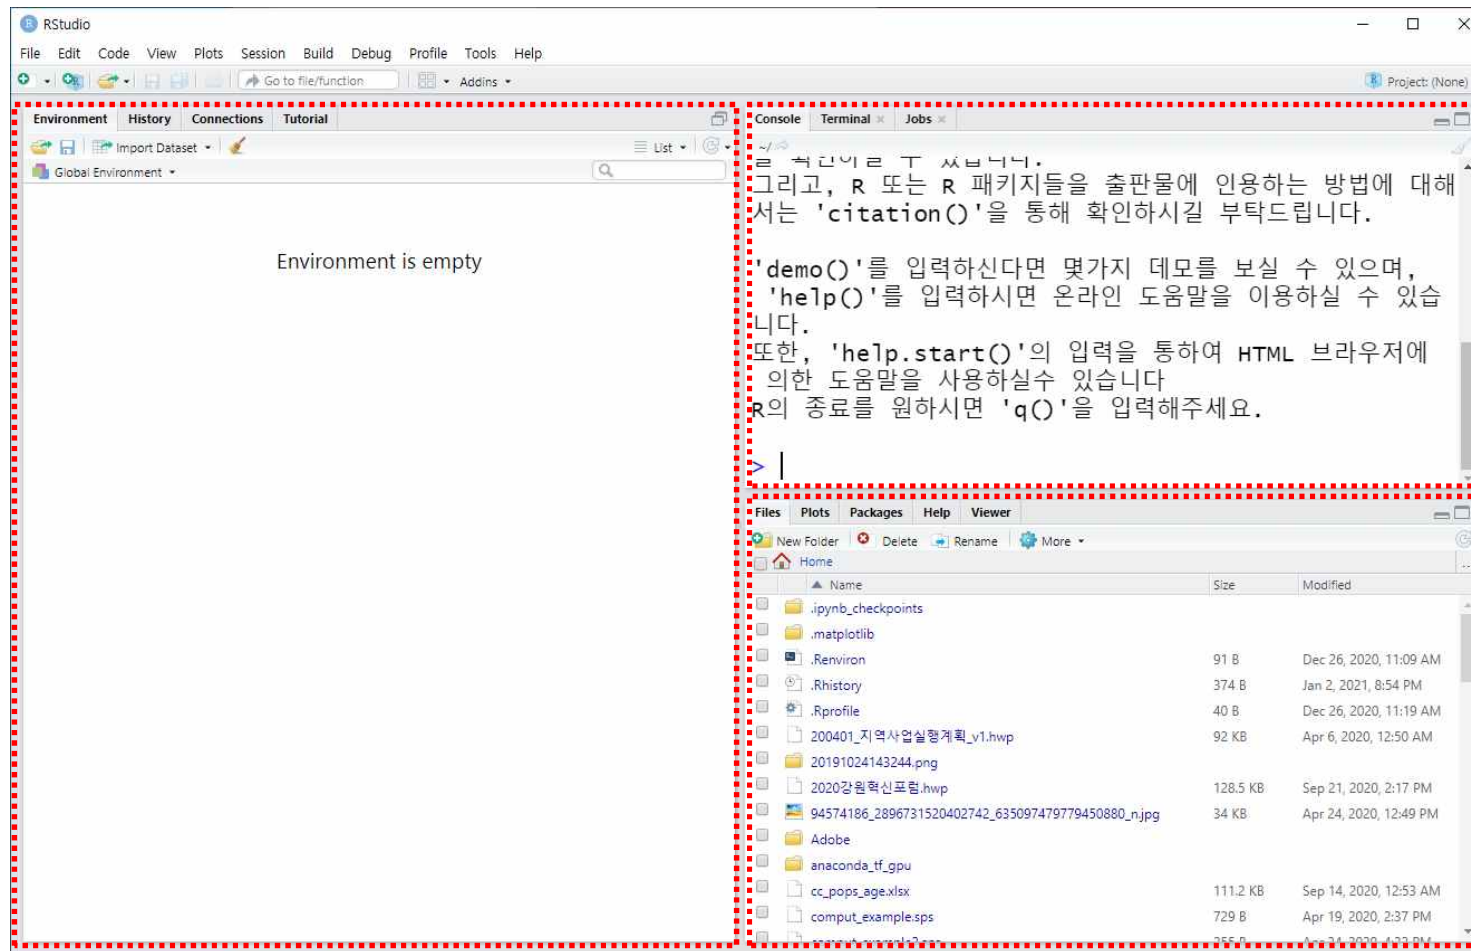 RStudio
File Edit Code View Plots Session Build Debug Profile Tools Help
Go to file/function Addins Project: (None)
Environment History Connections Tutorial
Import Dataset List
Global Environment
Environment is empty
Console Terminal Jobs
~/
을 확인하실 수 있습니다.
그리고, R 또는 R 패키지들을 출판물에 인용하는 방법에 대해
서는 'citation()'을 통해 확인하시길 부탁드립니다.
'demo()'를 입력하신다면 몇가지 데모를 보실 수 있으며,
'help()'를 입력하시면 온라인 도움말을 이용하실 수 있습
니다.
또한, 'help.start()'의 입력을 통하여 HTML 브라우저에
의한 도움말을 사용하실수 있습니다
R의 종료를 원하시면 'q()'을 입력해주세요.
>
Files Plots Packages Help Viewer
New Folder Delete Rename More
Home
Name Size Modified
.ipynb_checkpoints
.matplotlib
.Renviron 91 B Dec 26, 2020, 11:09 AM
.Rhistory 374 B Jan 2, 2021, 8:54 PM
.Rprofile 40 B Dec 26, 2020, 11:19 AM
200401_지역사업실행계획_v1.hwp 92 KB Apr 6, 2020, 12:50 AM
20191024143244.png
2020강원혁신포럼.hwp 128.5 KB Sep 21, 2020, 2:17 PM
94574186_2896731520402742_635097479779450880_n.jpg 34 KB Apr 24, 2020, 12:49 PM
Adobe
anaconda_tf_gpu
cc_pops_age.xlsx 111.2 KB Sep 14, 2020, 12:53 AM
comput_example.sps 729 B Apr 19, 2020, 2:37 PM